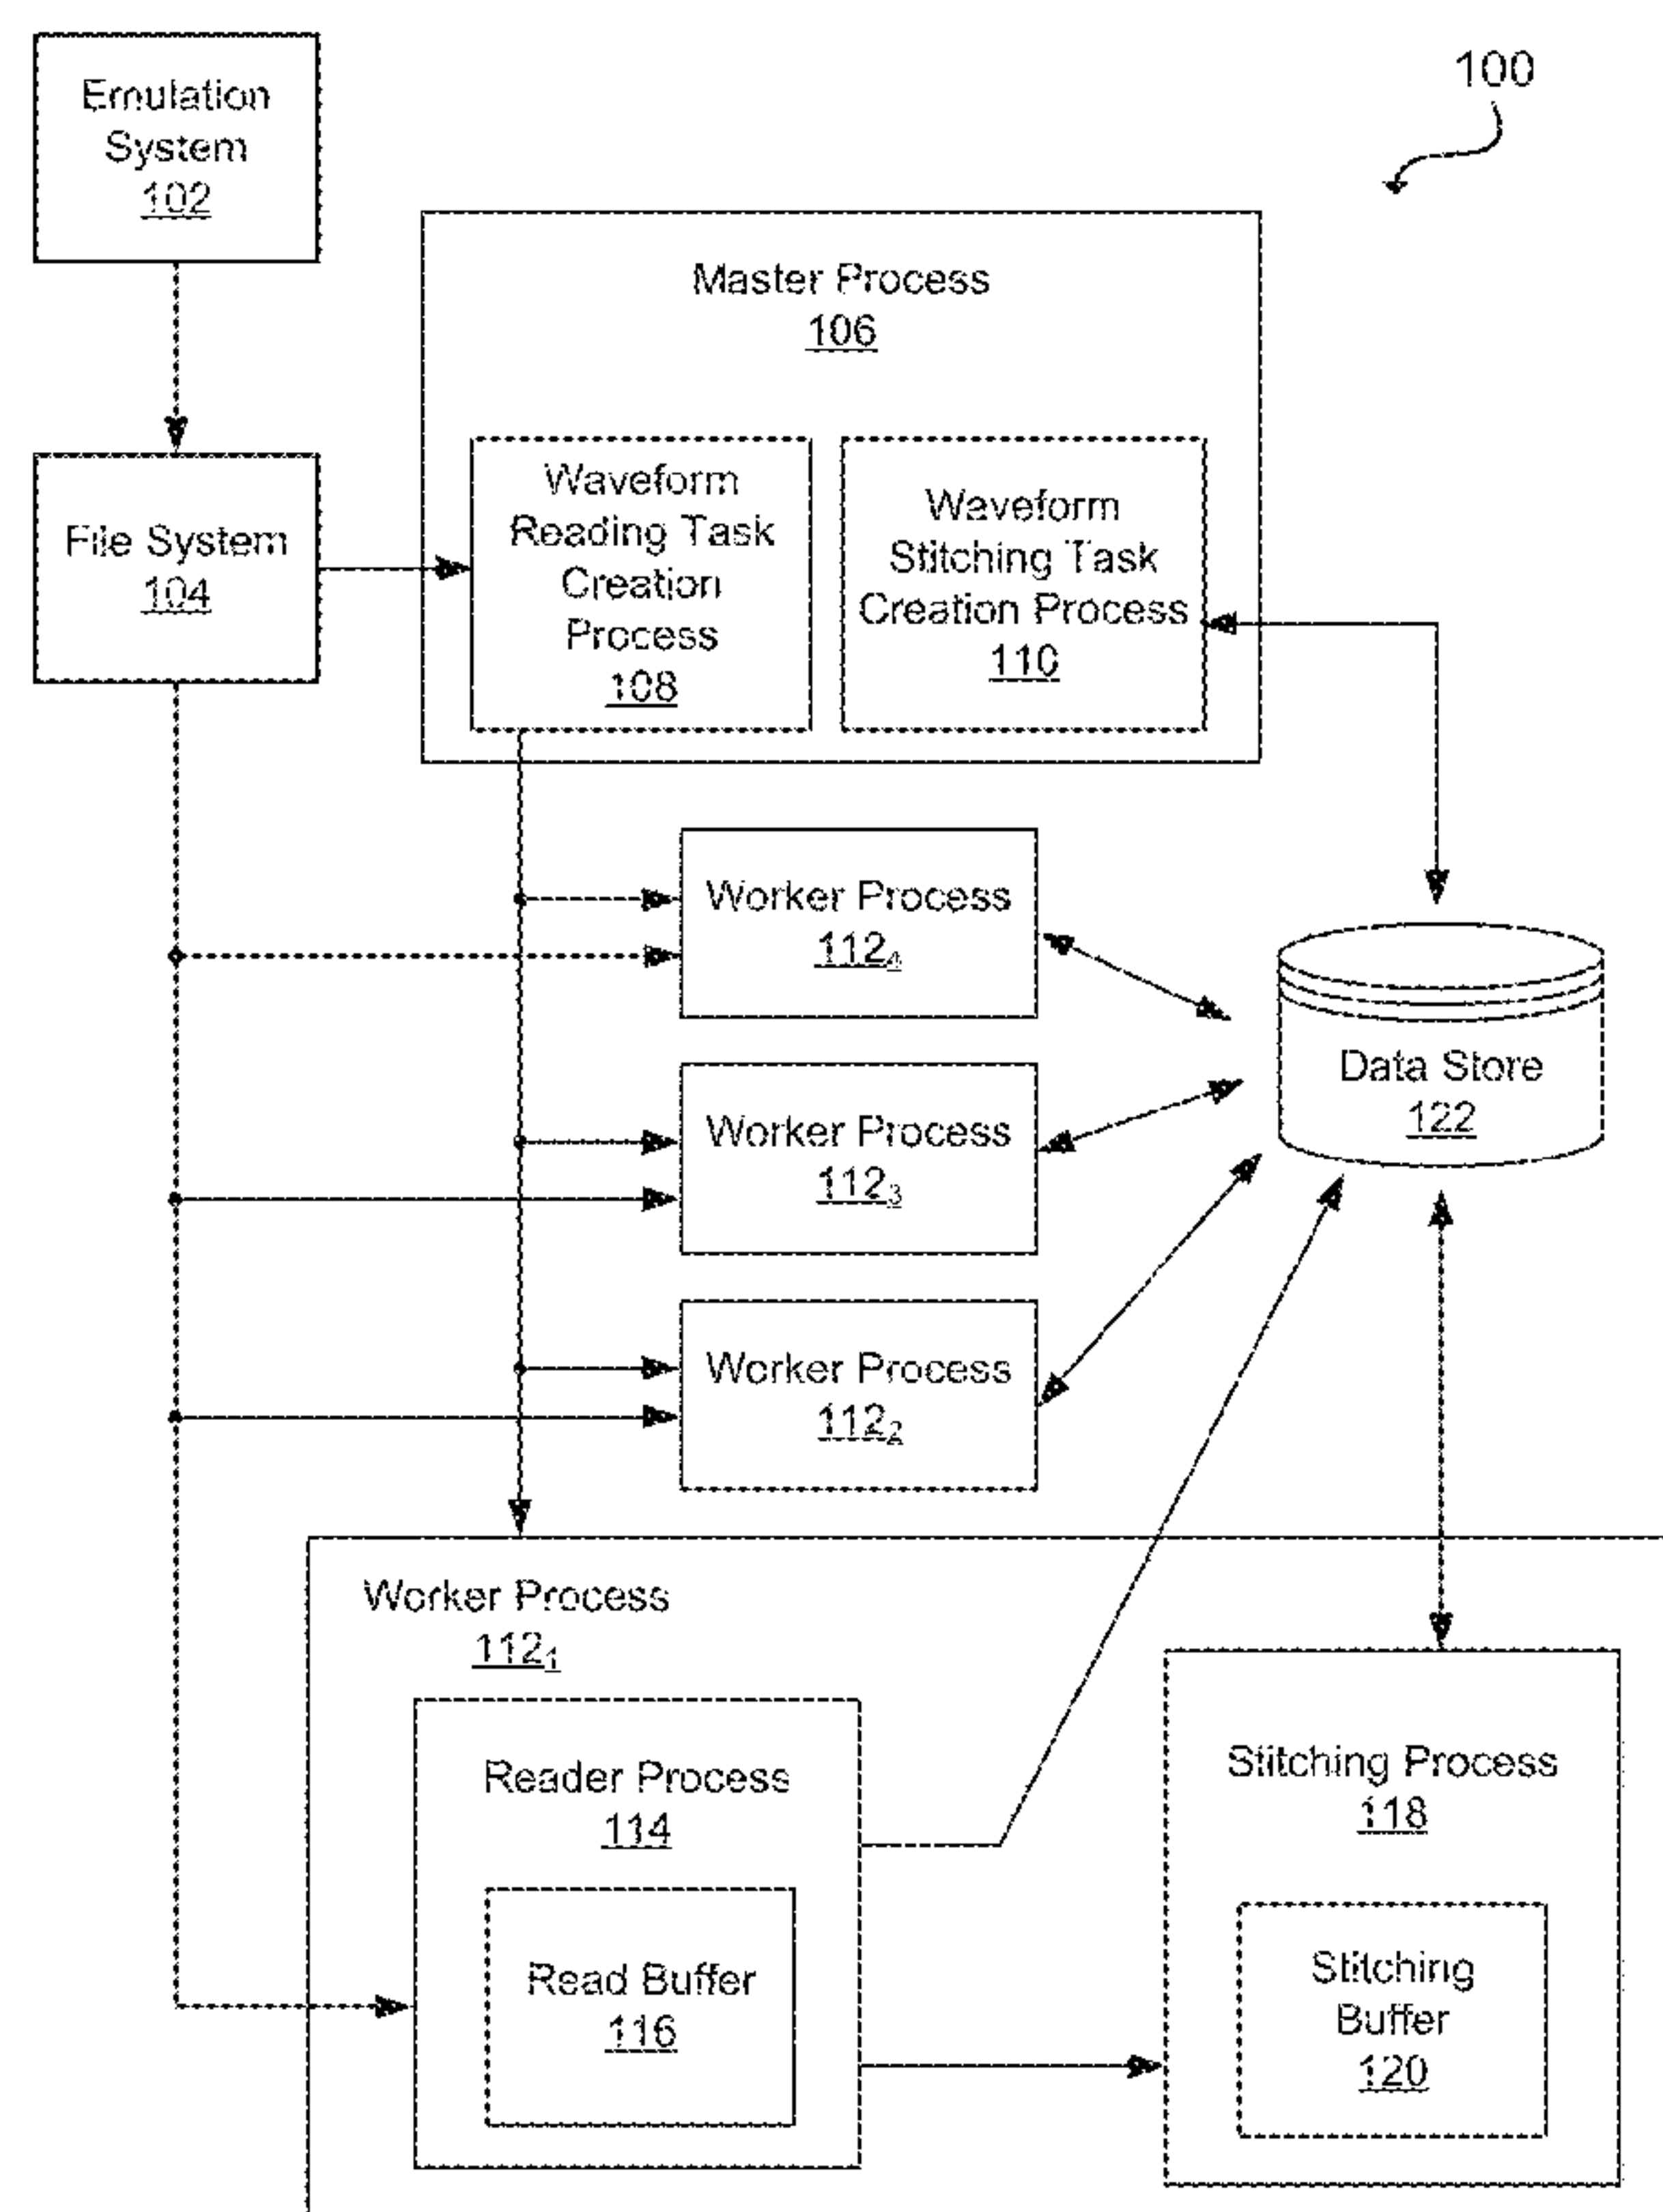 100
Emulation
System
102
Master Process
106
File System
104
Waveform
Reading Task
Creation
Process
108
Waveform
Stitching Task
Creation Process
110
Worker Process
112₄
Data Store
122
Worker Process
112₃
Worker Process
112₂
Worker Process
112₁
Reader Process
114
Read Buffer
116
Stitching Process
118
Stitching
Buffer
120